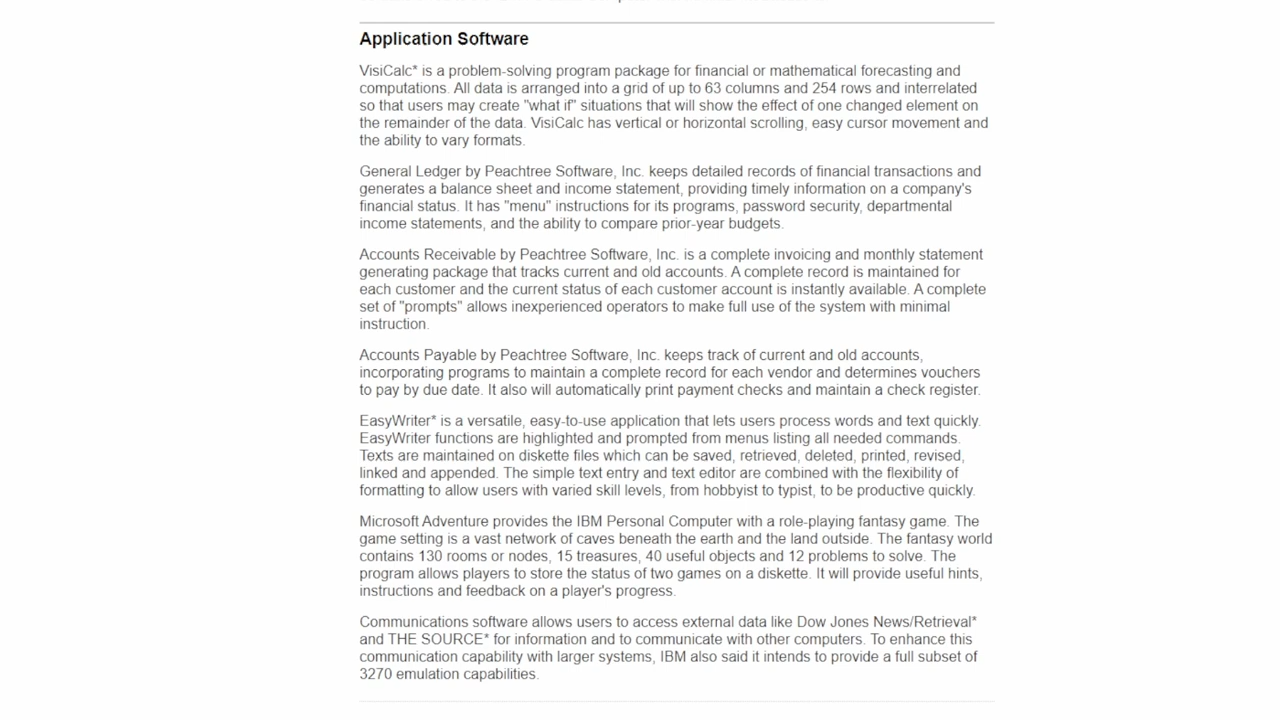 Application Software
VisiCalc* is a problem-solving program package for financial or mathematical forecasting and
computations. All data is arranged into a grid of up to 63 columns and 254 rows and interrelated
so that users may create "what if" situations that will show the effect of one changed element on
the remainder of the data. VisiCalc has vertical or horizontal scrolling, easy cursor movement and
the ability to vary formats.
General Ledger by Peachtree Software, Inc. keeps detailed records of financial transactions and
generates a balance sheet and income statement, providing timely information on a company's
financial status. It has "menu" instructions for its programs, password security, departmental
income statements, and the ability to compare prior-year budgets.
Accounts Receivable by Peachtree Software, Inc. is a complete invoicing and monthly statement
generating package that tracks current and old accounts. A complete record is maintained for
each customer and the current status of each customer account is instantly available. A complete
set of "prompts" allows inexperienced operators to make full use of the system with minimal
instruction.
Accounts Payable by Peachtree Software, Inc. keeps track of current and old accounts,
incorporating programs to maintain a complete record for each vendor and determines vouchers
to pay by due date. It also will automatically print payment checks and maintain a check register.
EasyWriter* is a versatile, easy-to-use application that lets users process words and text quickly.
EasyWriter functions are highlighted and prompted from menus listing all needed commands.
Texts are maintained on diskette files which can be saved, retrieved, deleted, printed, revised,
linked and appended. The simple text entry and text editor are combined with the flexibility of
formatting to allow users with varied skill levels, from hobbyist to typist, to be productive quickly.
Microsoft Adventure provides the IBM Personal Computer with a role-playing fantasy game. The
game setting is a vast network of caves beneath the earth and the land outside. The fantasy world
contains 130 rooms or nodes, 15 treasures, 40 useful objects and 12 problems to solve. The
program allows players to store the status of two games on a diskette. It will provide useful hints,
instructions and feedback on a player's progress.
Communications software allows users to access external data like Dow Jones News/Retrieval*
and THE SOURCE* for information and to communicate with other computers. To enhance this
communication capability with larger systems, IBM also said it intends to provide a full subset of
3270 emulation capabilities.